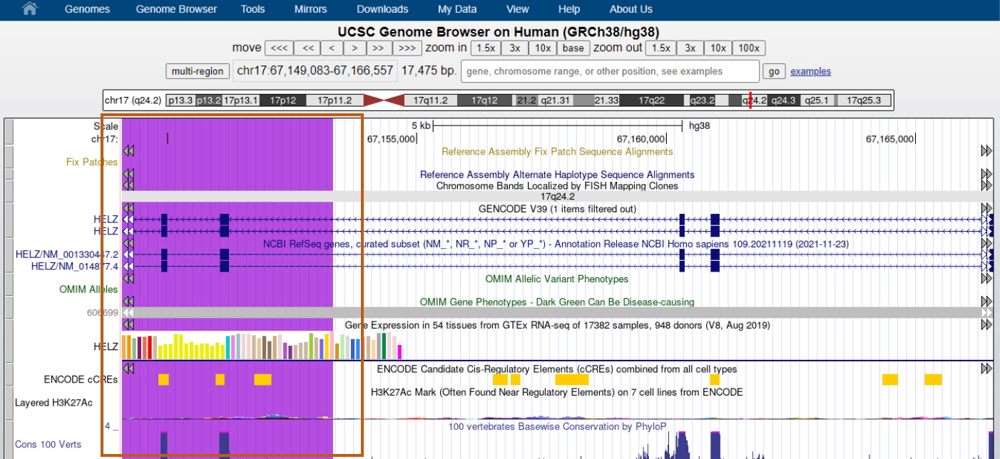 Genomes Genome Browser Tools Mirrors Downloads My Data View Help About Us
UCSC Genome Browser on Human (GRCh38/hg38)
move <<< << < > >> >>> zoom in 1.5x 3x 10x base zoom out 1.5x 3x 10x 100x
multi-region chr17:67,149,083-67,166,557 17,475 bp. gene, chromosome range, or other position, see examples go examples
chr17 (q24.2) p13.3 p13.2 17p13.1 17p12 17p11.2 17q11.2 17q12 21.2 q21.31 21.33 17q22 q23.2 q24.2 q24.3 q25.1 17q25.3
Scale 5 kb hg38
chr17: 67,155,000 67,160,000 67,165,000
Reference Assembly Fix Patch Sequence Alignments
Fix Patches
Reference Assembly Alternate Haplotype Sequence Alignments
Chromosome Bands Localized by FISH Mapping Clones
17q24.2
GENCODE V39 (1 items filtered out)
HELZ
HELZ
NCBI RefSeq genes, curated subset (NM_*, NR_*, NP_* or YP_*) - Annotation Release NCBI Homo sapiens 109.20211119 (2021-11-23)
HELZ/NM_001330447.2
HELZ/NM_014877.4
OMIM Allelic Variant Phenotypes
OMIM Alleles
OMIM Gene Phenotypes - Dark Green Can Be Disease-causing
606699
Gene Expression in 54 tissues from GTEx RNA-seq of 17382 samples, 948 donors (V8, Aug 2019)
HELZ
ENCODE Candidate Cis-Regulatory Elements (cCREs) combined from all cell types
ENCODE cCREs
H3K27Ac Mark (Often Found Near Regulatory Elements) on 7 cell lines from ENCODE
Layered H3K27Ac
4 _ 100 vertebrates Basewise Conservation by PhyloP
Cons 100 Verts